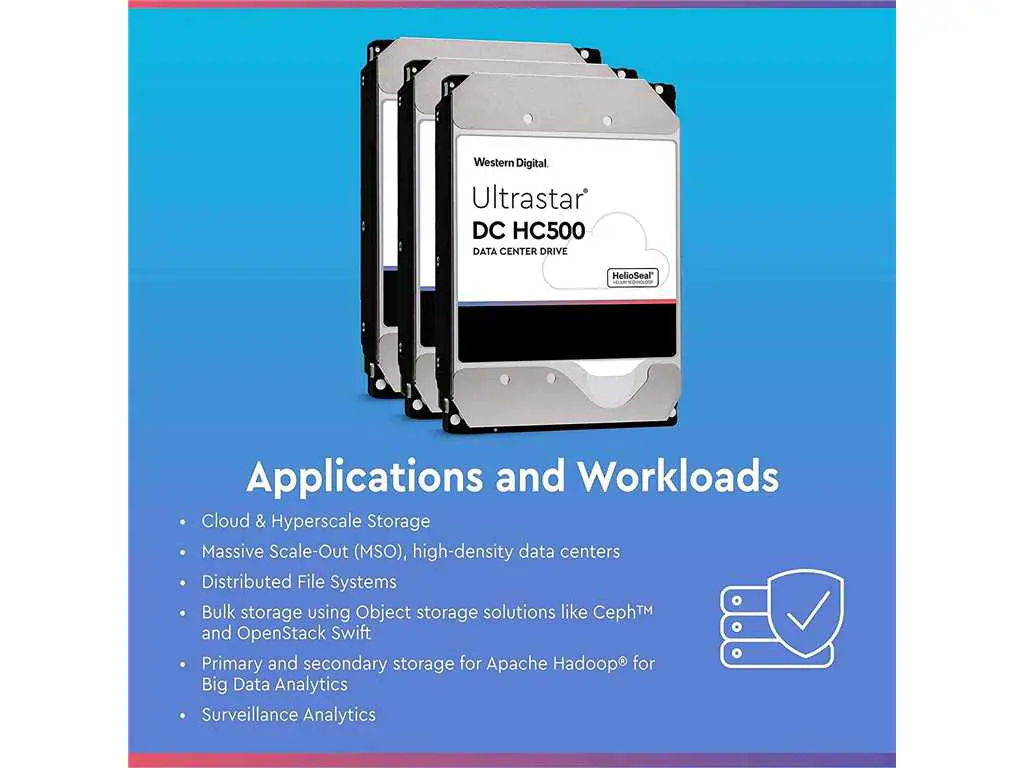 Western Digital.
Ultrastar®
DC HC500
DATA CENTER DRIVE
HelioSeal®
HELIUM TECHNOLOGY
Applications and Workloads
• Cloud & Hyperscale Storage
• Massive Scale-Out (MSO), high-density data centers
• Distributed File Systems
• Bulk storage using Object storage solutions like Ceph™
and OpenStack Swift
• Primary and secondary storage for Apache Hadoop® for
Big Data Analytics
• Surveillance Analytics